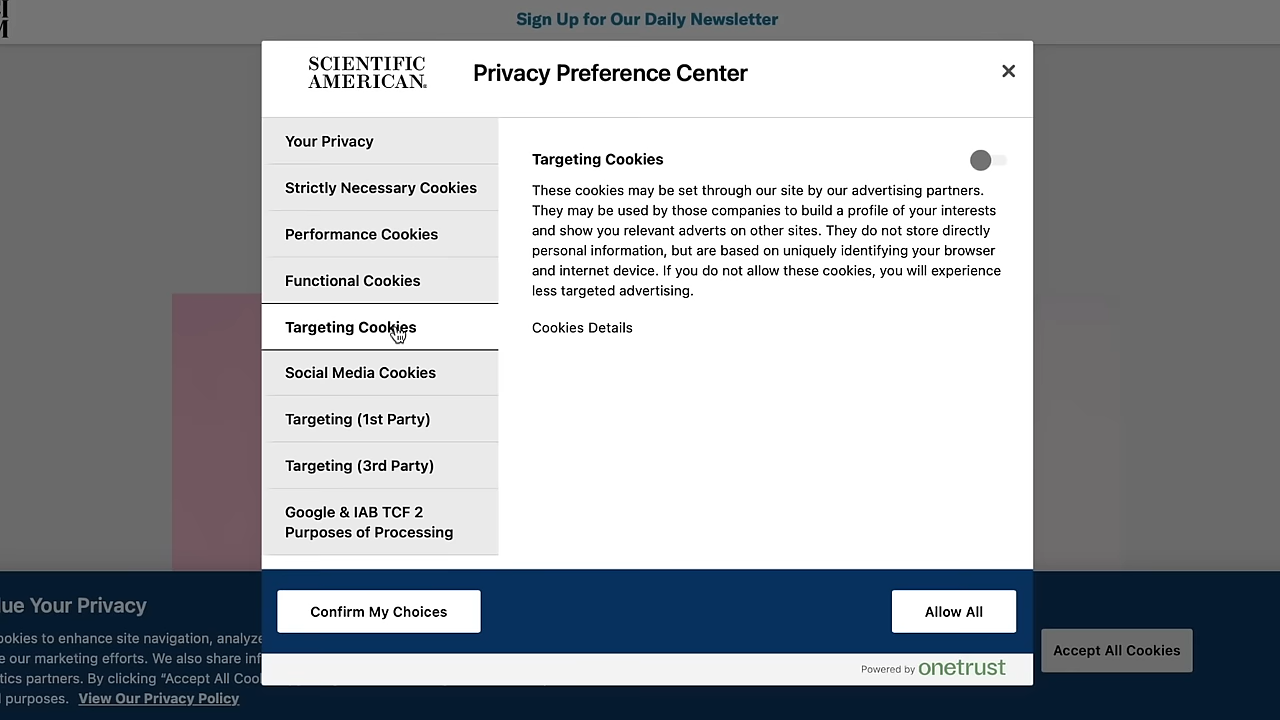 Sign Up for Our Daily Newsletter
SCIENTIFIC
AMERICAN®
Privacy Preference Center
Your Privacy
Strictly Necessary Cookies
Performance Cookies
Functional Cookies
Targeting Cookies
Social Media Cookies
Targeting (1st Party)
Targeting (3rd Party)
Google & IAB TCF 2
Purposes of Processing
Targeting Cookies
These cookies may be set through our site by our advertising partners.
They may be used by those companies to build a profile of your interests
and show you relevant adverts on other sites. They do not store directly
personal information, but are based on uniquely identifying your browser
and internet device. If you do not allow these cookies, you will experience
less targeted advertising.
Cookies Details
Confirm My Choices
Allow All
Powered by onetrust
lue Your Privacy
ookies to enhance site navigation, analyze
e our marketing efforts. We also share inf
tics partners. By clicking “Accept All Cool
l purposes. View Our Privacy Policy
Accept All Cookies